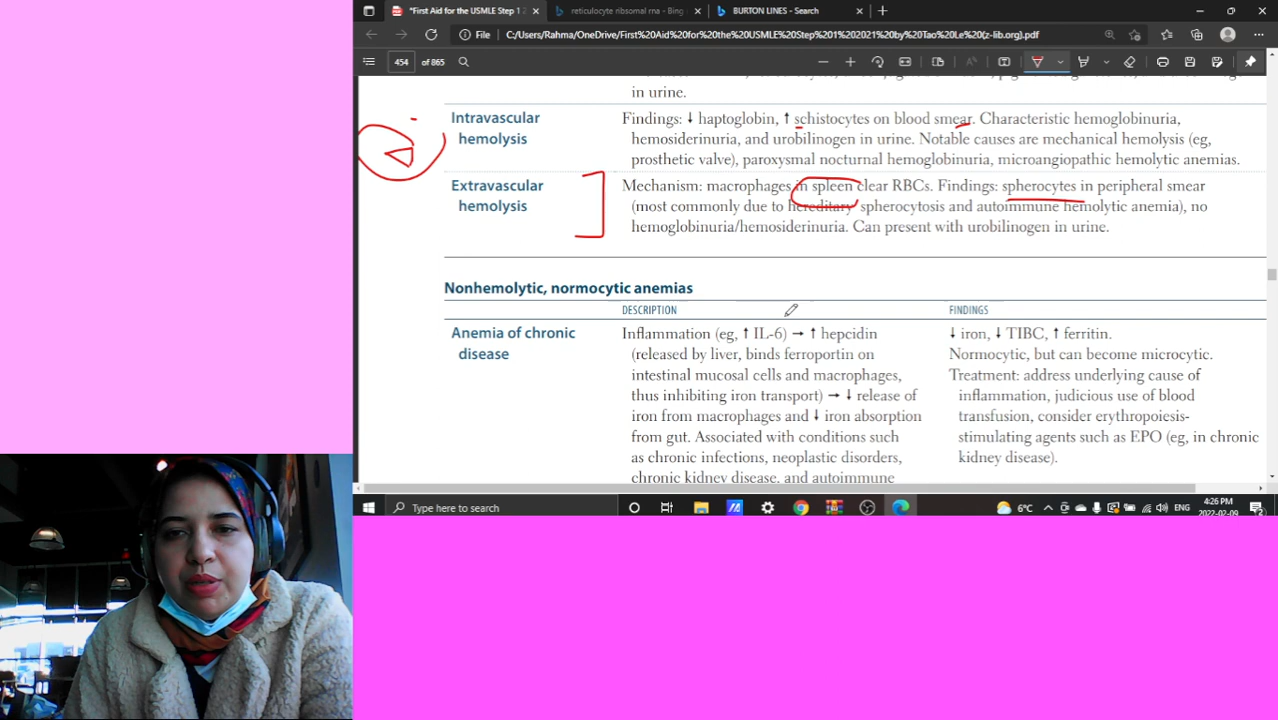 *First Aid for the USMLE Step 1 2
reticulocyte ribosomal rna - Bing
BURTON LINES - Search
File C:/Users/Rahma/OneDrive/First%20Aid%20for%20the%20USMLE%20Step%201%202021%20by%20Tao%20Le%20(z-lib.org).pdf
454 of 865
in urine.
Intravascular
hemolysis
Findings: ↓ haptoglobin, ↑ schistocytes on blood smear. Characteristic hemoglobinuria,
hemosiderinuria, and urobilinogen in urine. Notable causes are mechanical hemolysis (eg,
prosthetic valve), paroxysmal nocturnal hemoglobinuria, microangiopathic hemolytic anemias.
Extravascular
hemolysis
Mechanism: macrophages in spleen clear RBCs. Findings: spherocytes in peripheral smear
(most commonly due to hereditary spherocytosis and autoimmune hemolytic anemia), no
hemoglobinuria/hemosiderinuria. Can present with urobilinogen in urine.
Nonhemolytic, normocytic anemias
DESCRIPTION
FINDINGS
Anemia of chronic
disease
Inflammation (eg, ↑ IL-6) → ↑ hepcidin
(released by liver, binds ferroportin on
intestinal mucosal cells and macrophages,
thus inhibiting iron transport) → ↓ release of
iron from macrophages and ↓ iron absorption
from gut. Associated with conditions such
as chronic infections, neoplastic disorders,
chronic kidney disease, and autoimmune
↓ iron, ↓ TIBC, ↑ ferritin.
Normocytic, but can become microcytic.
Treatment: address underlying cause of
inflammation, judicious use of blood
transfusion, consider erythropoiesis-
stimulating agents such as EPO (eg, in chronic
kidney disease).
Type here to search
6°C
ENG
4:26 PM
2022-02-09